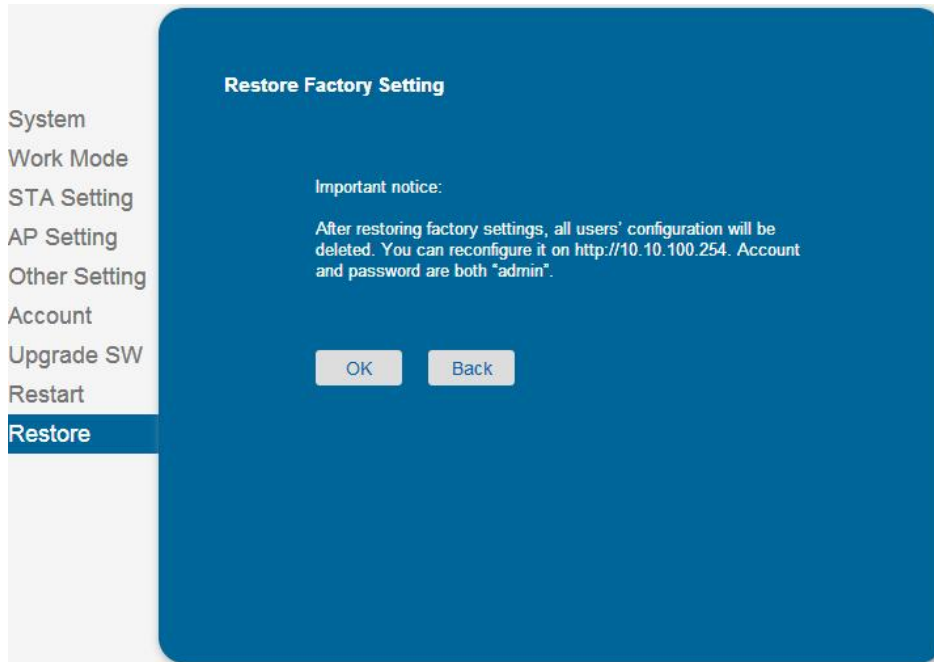 System
Work Mode
STA Setting
AP Setting
Other Setting
Account
Upgrade SW
Restart
Restore
Restore Factory Setting
Important notice:
After restoring factory settings, all users’ configuration will be
deleted. You can reconfigure it on http://10.10.100.254. Account
and password are both “admin”.
OK
Back